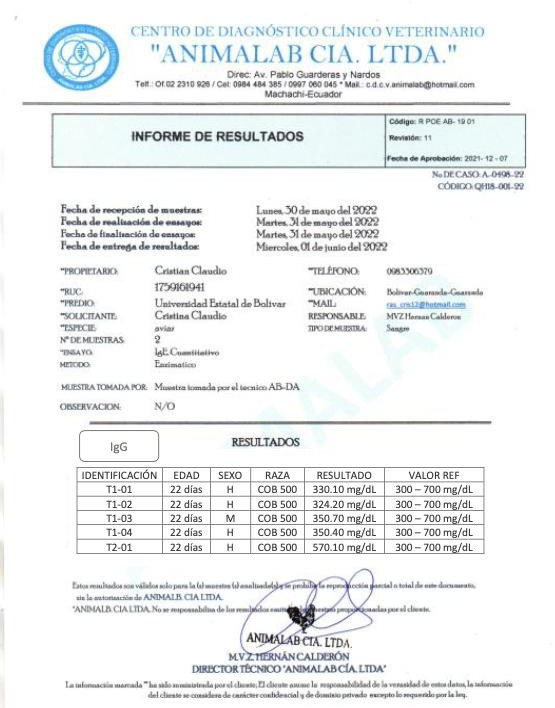 CENTRO DE DIAGNÓSTICO CLÍNICO VETERINARIO
"ANIMALAB CIA. LTDA."
Direc: Av. Pablo Guarderas y Nardos
Telf.: Of.02 2310 926 / Cel: 0984 484 385 / 0997 060 045 * Mail.: c.d.c.v.animalab@hotmail.com
Machachi-Ecuador
INFORME DE RESULTADOS
Código: R POE AB- 19 01
Revisión: 11
Fecha de Aprobación: 2021- 12 - 07
No DE CASO: A-0498-22
CÓDIGO: QH18-001-22
Fecha de recepción de muestras: Lunes, 30 de mayo del 2022
Fecha de realización de ensayos: Martes, 31 de mayo del 2022
Fecha de finalización de ensayos: Martes, 31 de mayo del 2022
Fecha de entrega de resultados: Miercoles, 01 de junio del 2022
*PROPIETARIO: Cristian Claudio *TELÉFONO: 0983306379
*RUC: 1759161941 *UBICACIÓN: Bolivar-Guaranda-Guaranda
*PREDIO: Universidad Estatal de Bolivar *MAIL: ras_cris12@hotmail.com
*SOLICITANTE: Cristina Claudio RESPONSABLE: MVZ Hernan Calderon
*ESPECIE: aviar TIPO DE MUESTRA: Sangre
N° DE MUESTRAS: 2
*ENSAYO: IgE Cuantitativo
METODO: Enzimatico
MUESTRA TOMADA POR: Muestra tomada por el tecnico AB-DA
OBSERVACION: N/O
IgG
RESULTADOS
IDENTIFICACIÓN EDAD SEXO RAZA RESULTADO VALOR REF
T1-01 22 días H COB 500 330.10 mg/dL 300 – 700 mg/dL
T1-02 22 días H COB 500 324.20 mg/dL 300 – 700 mg/dL
T1-03 22 días M COB 500 350.70 mg/dL 300 – 700 mg/dL
T1-04 22 días H COB 500 350.40 mg/dL 300 – 700 mg/dL
T2-01 22 días H COB 500 570.10 mg/dL 300 – 700 mg/dL
Estos resultados son válidos solo para la (s) muestra (s) analizada(s) y se prohíbe la reproducción parcial o total de este documento,
sin la autorización de ANIMALB. CIA LTDA.
*ANIMALB. CIA LTDA. No se responsabiliza de los resultados proporcionadas por el cliente.
ANIMALAB CIA. LTDA.
M.V.Z. HERNÁN CALDERÓN
DIRECTOR TÉCNICO "ANIMALAB CÍA. LTDA"
La información marcada "*" ha sido suministrada por el cliente; El cliente asume la responsabilidad de la veracidad de estos datos, la información
del cliente se considera de carácter confidencial y de dominio privado excepto lo requerido por la ley.